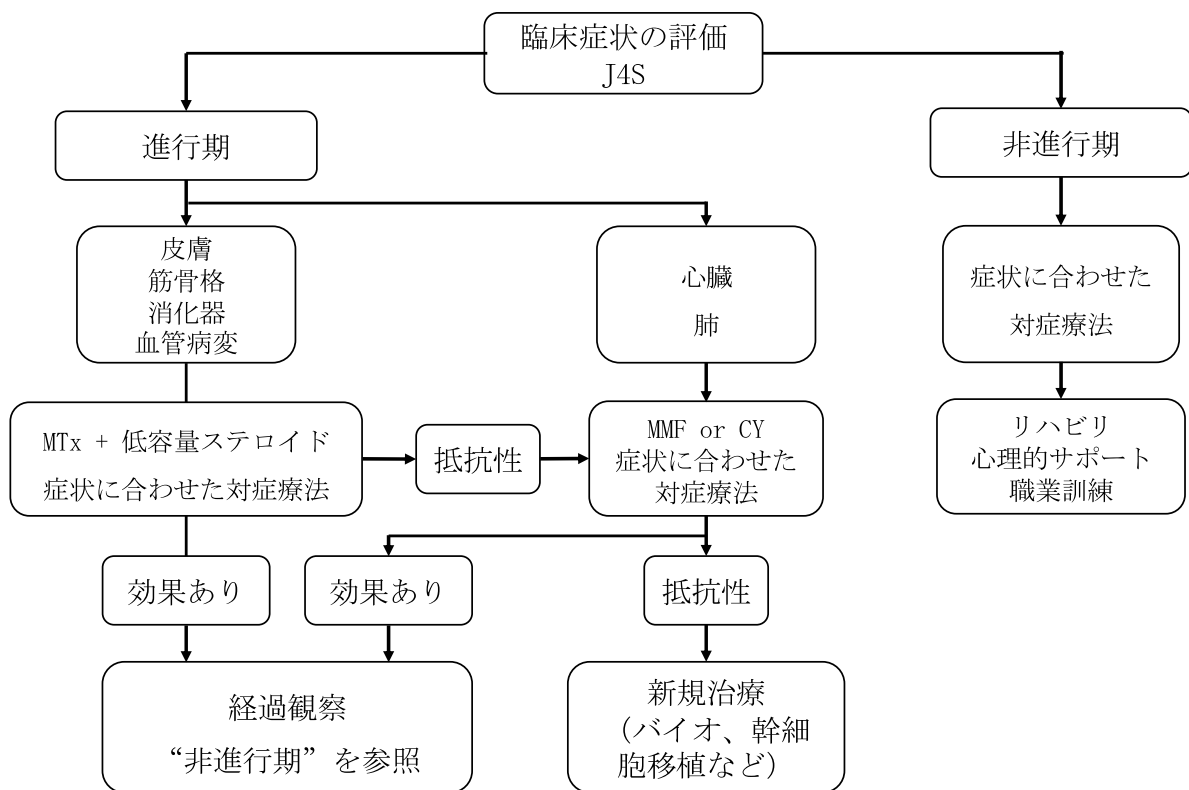 臨床症状の評価
J4S
進行期
非進行期
皮膚
筋骨格
消化器
血管病変
心臓
肺
症状に合わせた
対症療法
MTx + 低容量ステロイド
症状に合わせた対症療法
抵抗性
MMF or CY
症状に合わせた
対症療法
リハビリ
心理的サポート
職業訓練
効果あり
効果あり
抵抗性
経過観察
“非進行期”を参照
新規治療
（バイオ、幹細
胞移植など）